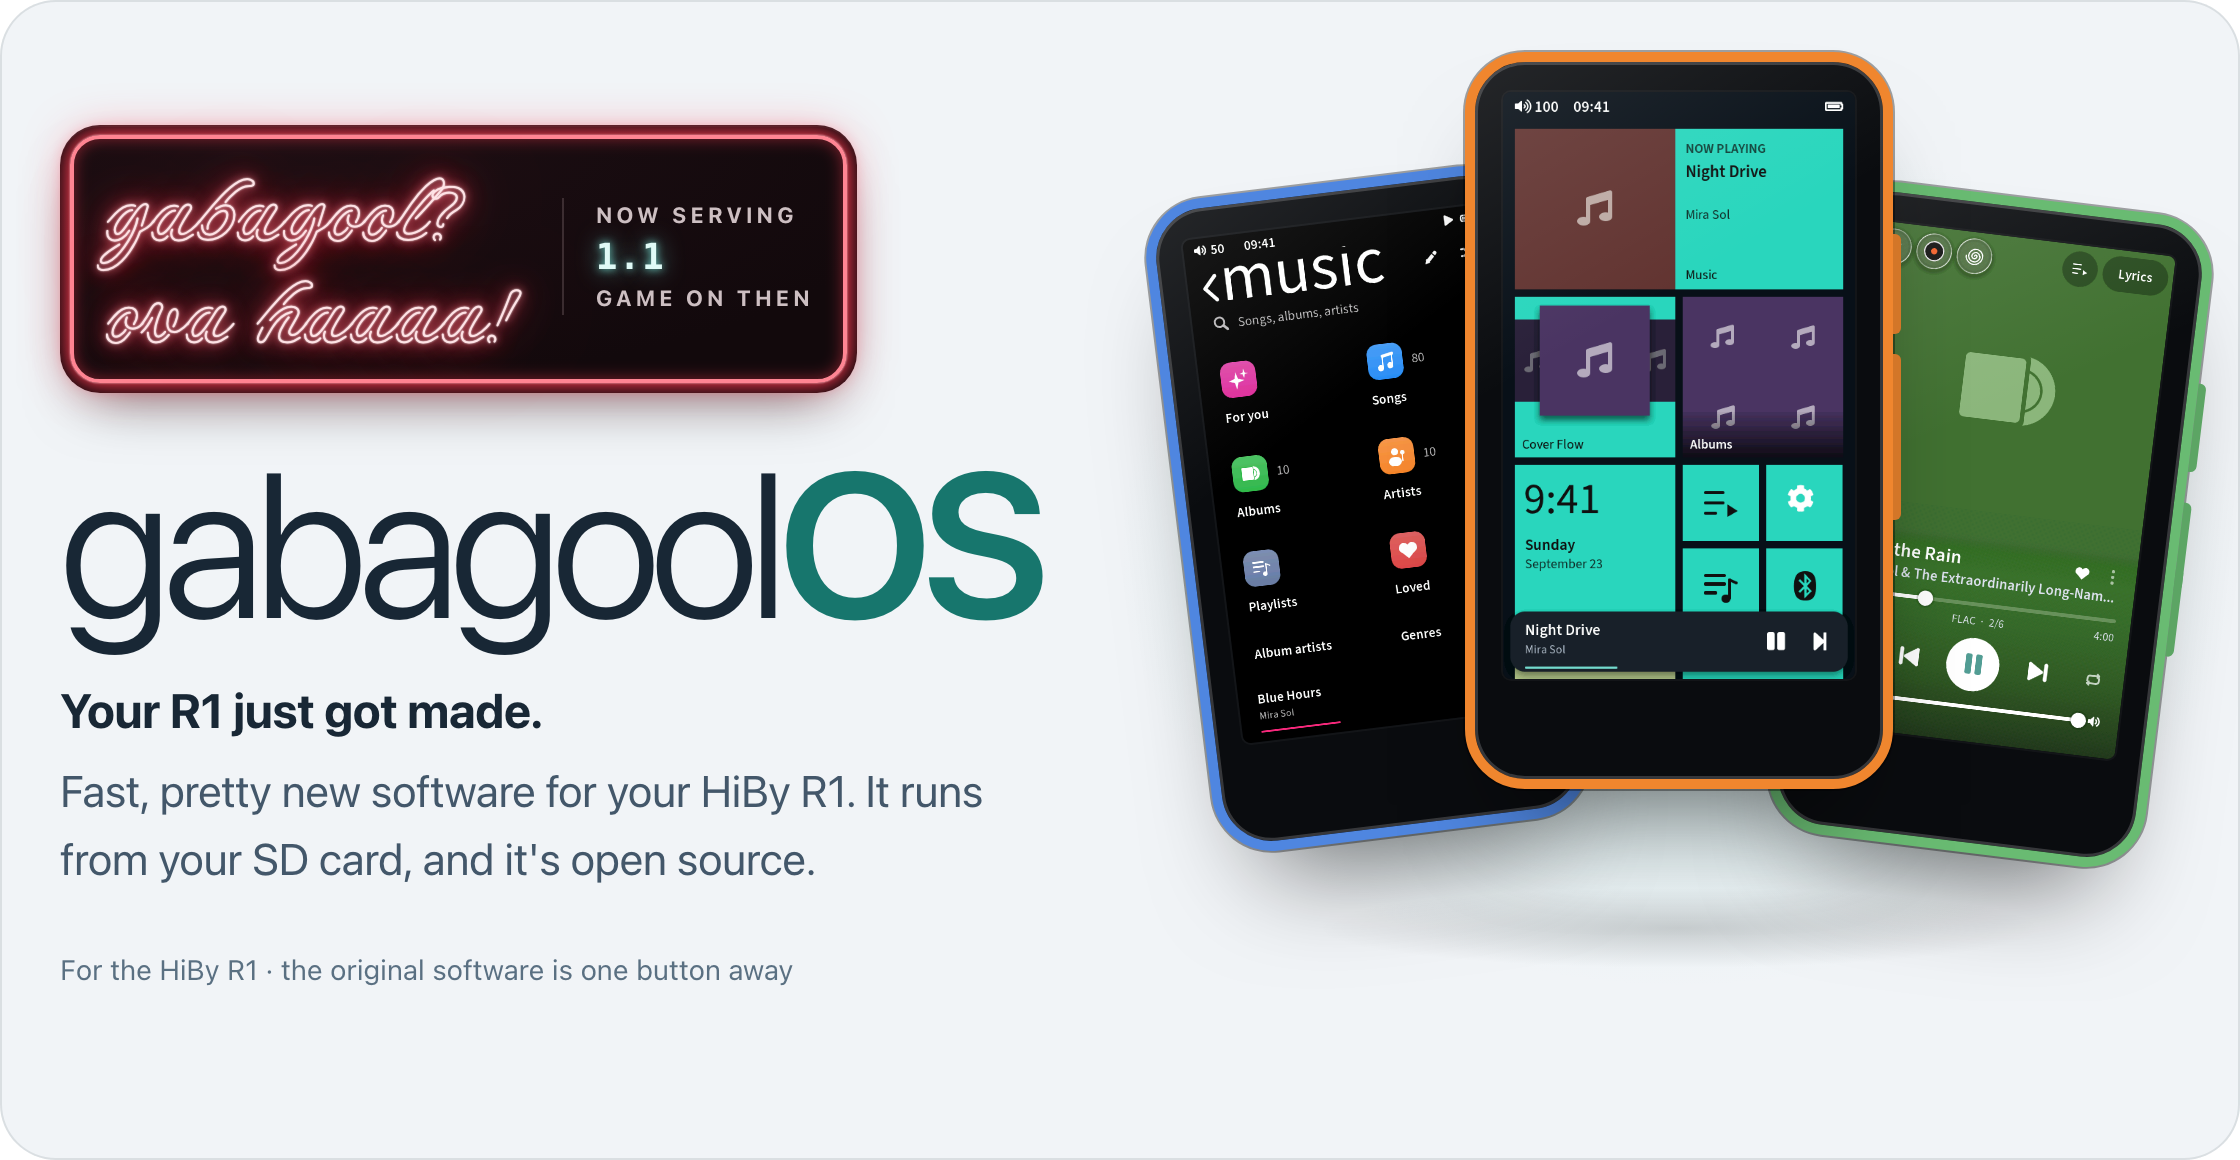 gabagool?
ova haaaa!
NOW SERVING
1.1
GAME ON THEN
gabagoolOS
Your R1 just got made.
Fast, pretty new software for your HiBy R1. It runs
from your SD card, and it's open source.
For the HiBy R1 · the original software is one button away
50 09:41
music
Songs, albums, artists
For you
Songs 80
Albums 10
Artists 10
Playlists
Loved
Album artists
Genres
Blue Hours
Mira Sol
100 09:41
NOW PLAYING
Night Drive
Mira Sol
Music
Cover Flow
Albums
9:41
Sunday
September 23
Night Drive
Mira Sol
Lyrics
the Rain
& The Extraordinarily Long-Nam...
FLAC · 2/6
4:00